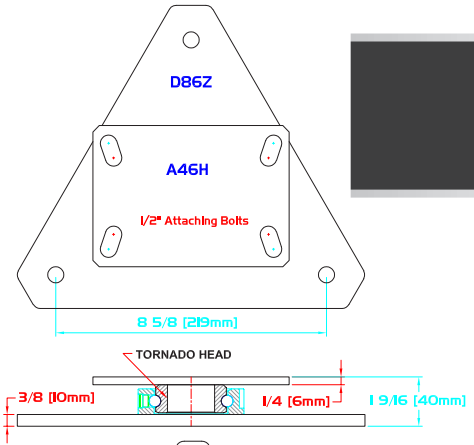 D86Z
A46H
1/2" Attaching Bolts
8 5/8 [219mm]
TORNADO HEAD
3/8 [10mm]
1/4 [6mm]
1 9/16 [40mm]